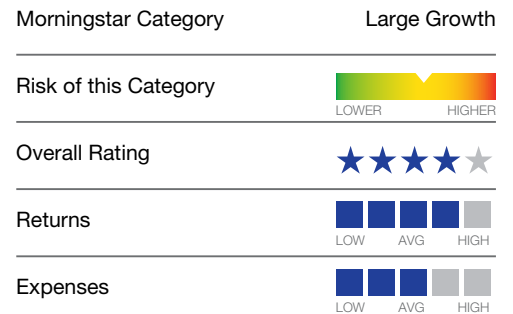 Morningstar Category Large Growth
Risk of this Category
LOWER HIGHER
Overall Rating
Returns
LOW AVG HIGH
Expenses
LOW AVG HIGH